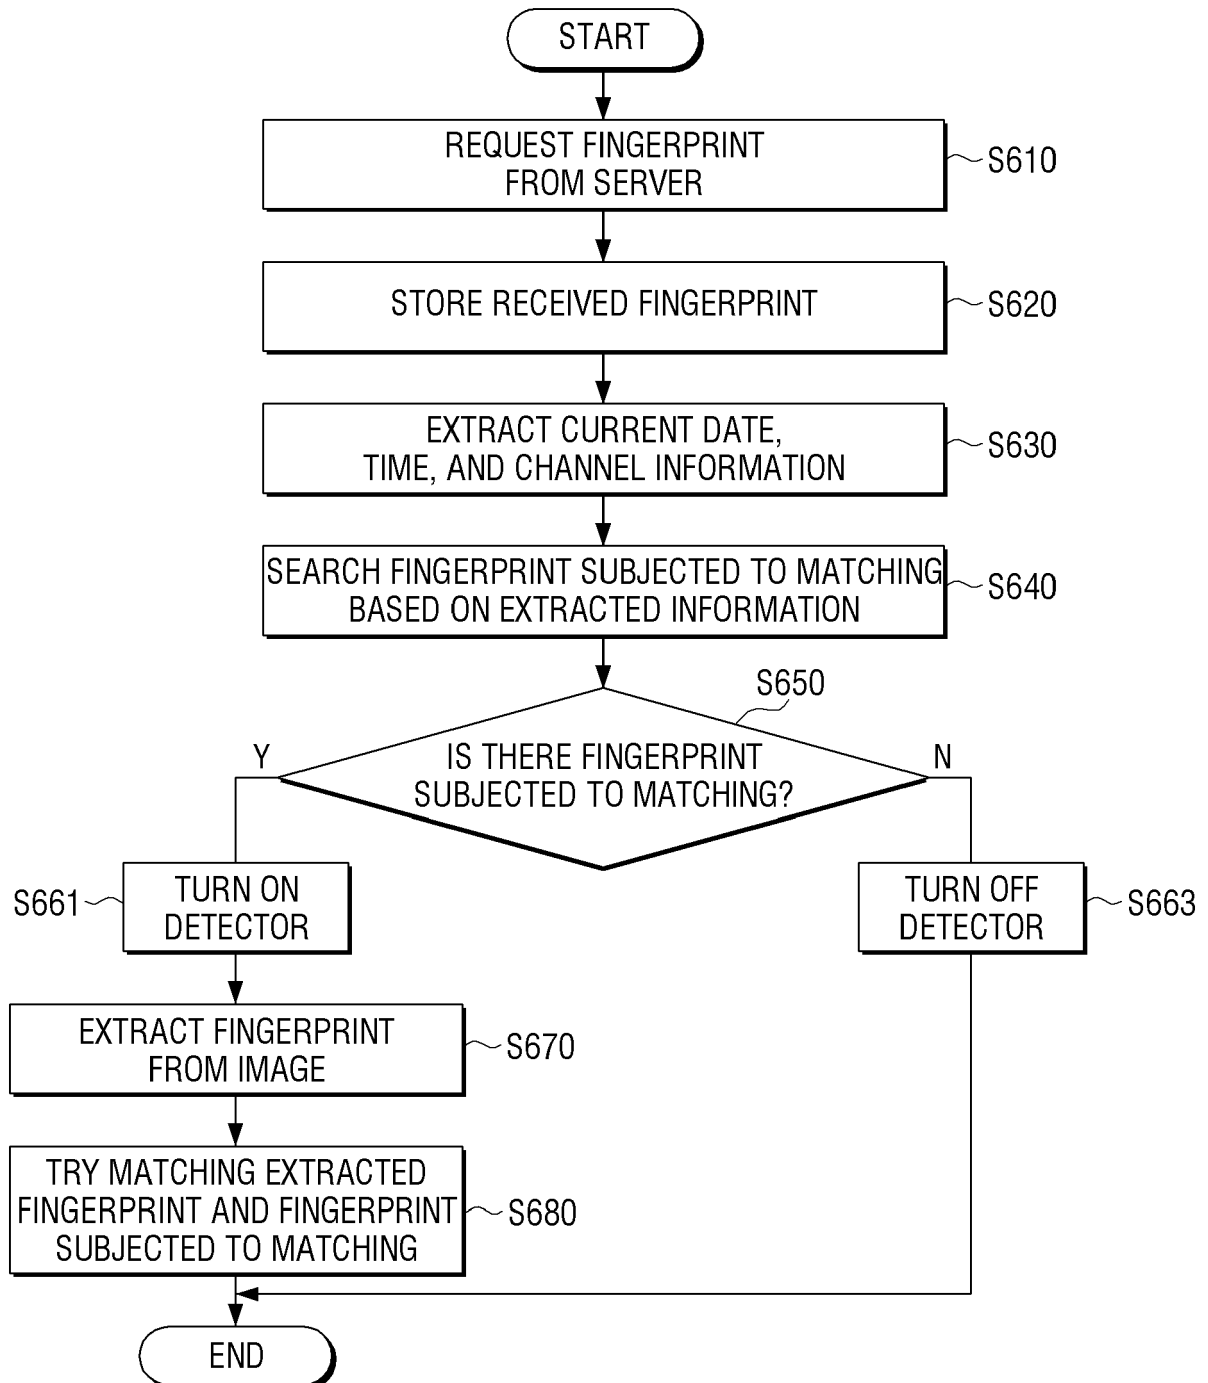 START
REQUEST FINGERPRINT
FROM SERVER
S610
STORE RECEIVED FINGERPRINT
S620
EXTRACT CURRENT DATE,
TIME, AND CHANNEL INFORMATION
S630
SEARCH FINGERPRINT SUBJECTED TO MATCHING
BASED ON EXTRACTED INFORMATION
S640
S650
IS THERE FINGERPRINT
SUBJECTED TO MATCHING?
Y
N
S661
TURN ON
DETECTOR
TURN OFF
DETECTOR
S663
EXTRACT FINGERPRINT
FROM IMAGE
S670
TRY MATCHING EXTRACTED
FINGERPRINT AND FINGERPRINT
SUBJECTED TO MATCHING
S680
END